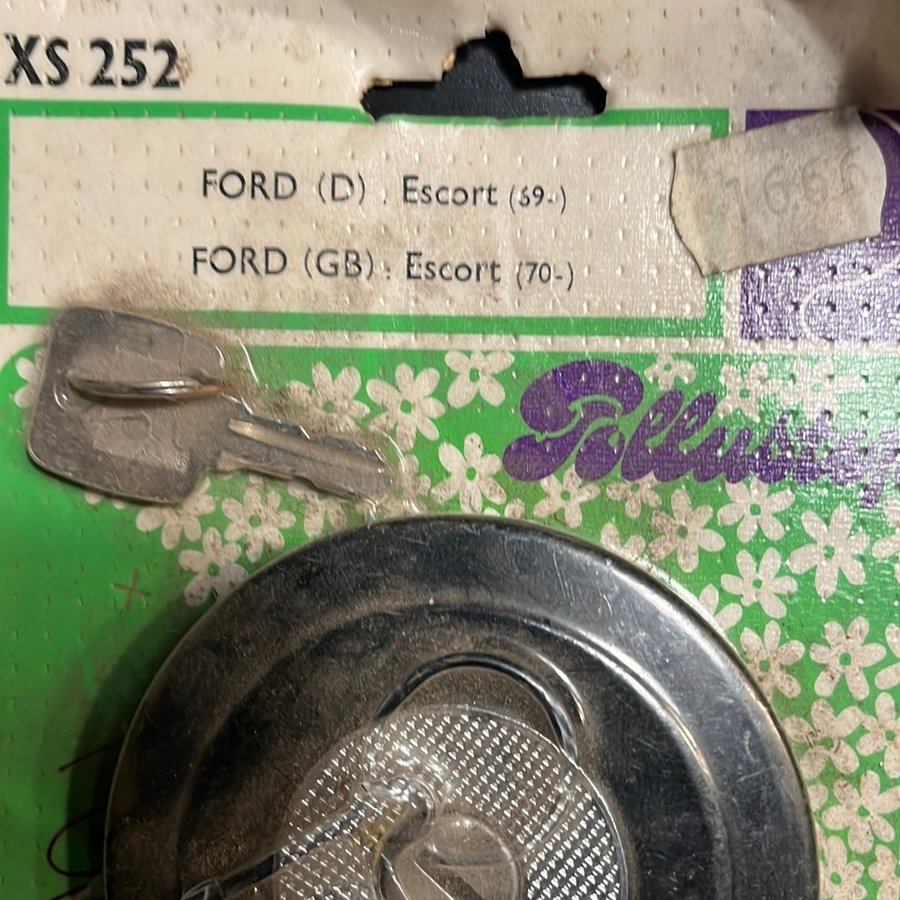 XS 252
FORD (D) : Escort (69-)
FORD (GB) : Escort (70-)